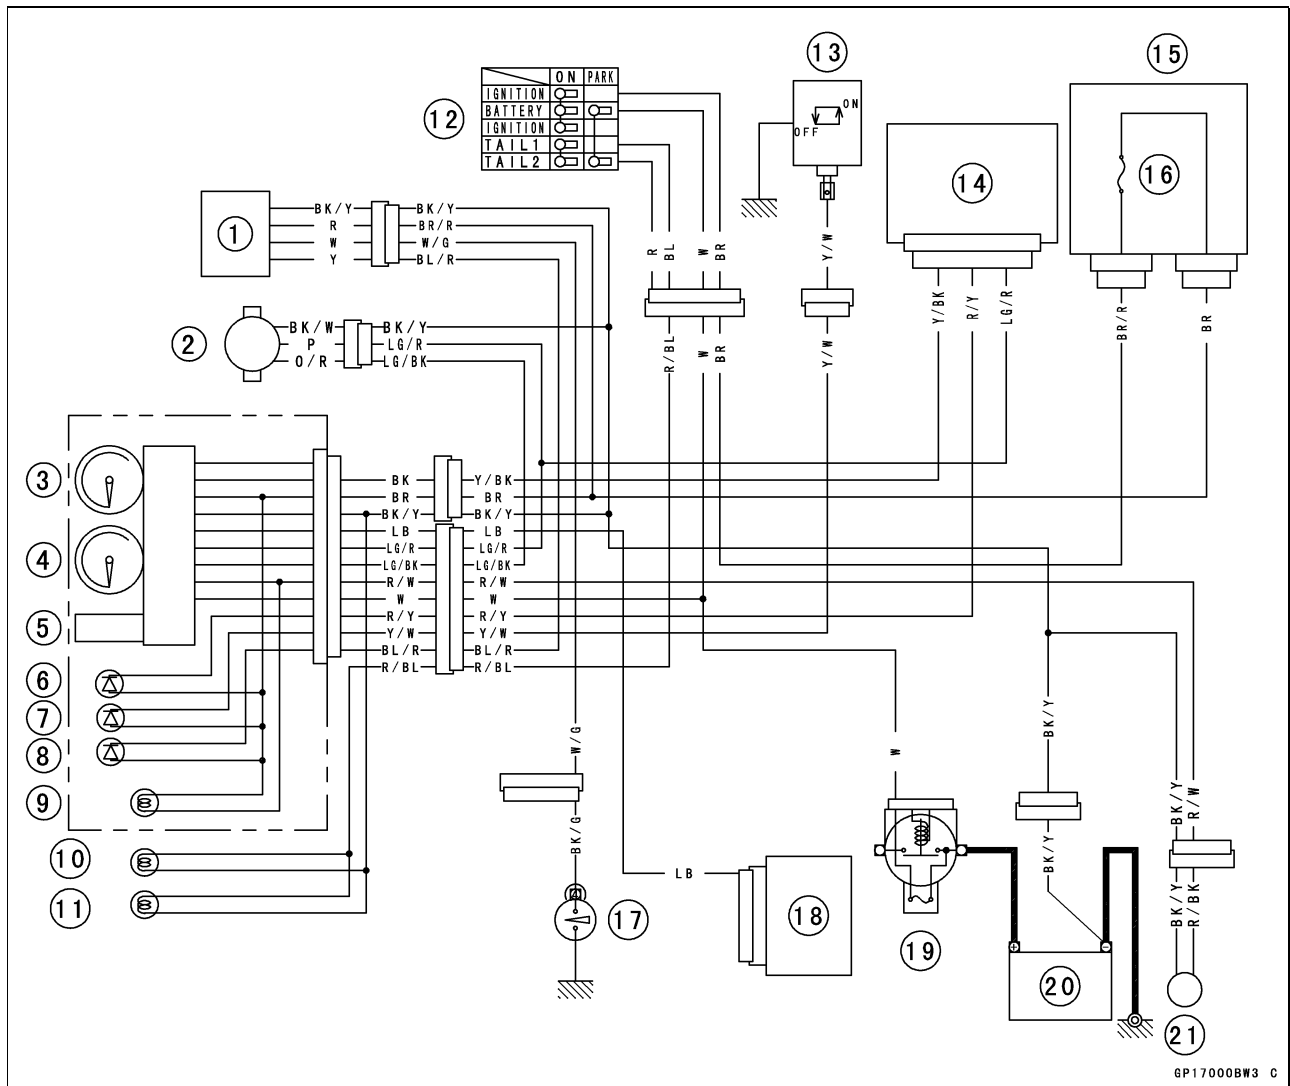 13
15
ON PARK
IGNITION
BATTERY
IGNITION
TAIL1
TAIL2
12
ON
OFF
14
16
1
BK/Y BK/Y
R BR/R
W W/G
Y BL/R
R
BL
W
BR
Y/W
Y/BK
R/Y
LG/R
BR/R
BR
2
BK/W BK/Y
P LG/R
O/R LG/BK
R/BL
W
BR
Y/W
3
BK Y/BK
BR BR
BK/Y BK/Y
4
LB LB
LG/R LG/R
LG/BK LG/BK
R/W R/W
W W
5
R/Y R/Y
Y/W Y/W
BL/R BL/R
R/BL R/BL
6
7
8
9
10
11
W/G
BK/G
17
LB
18
W
19
BK/Y
BK/Y
20
+
−
BK/Y
R/W
BK/Y
R/BK
21
GP17000BW3 C